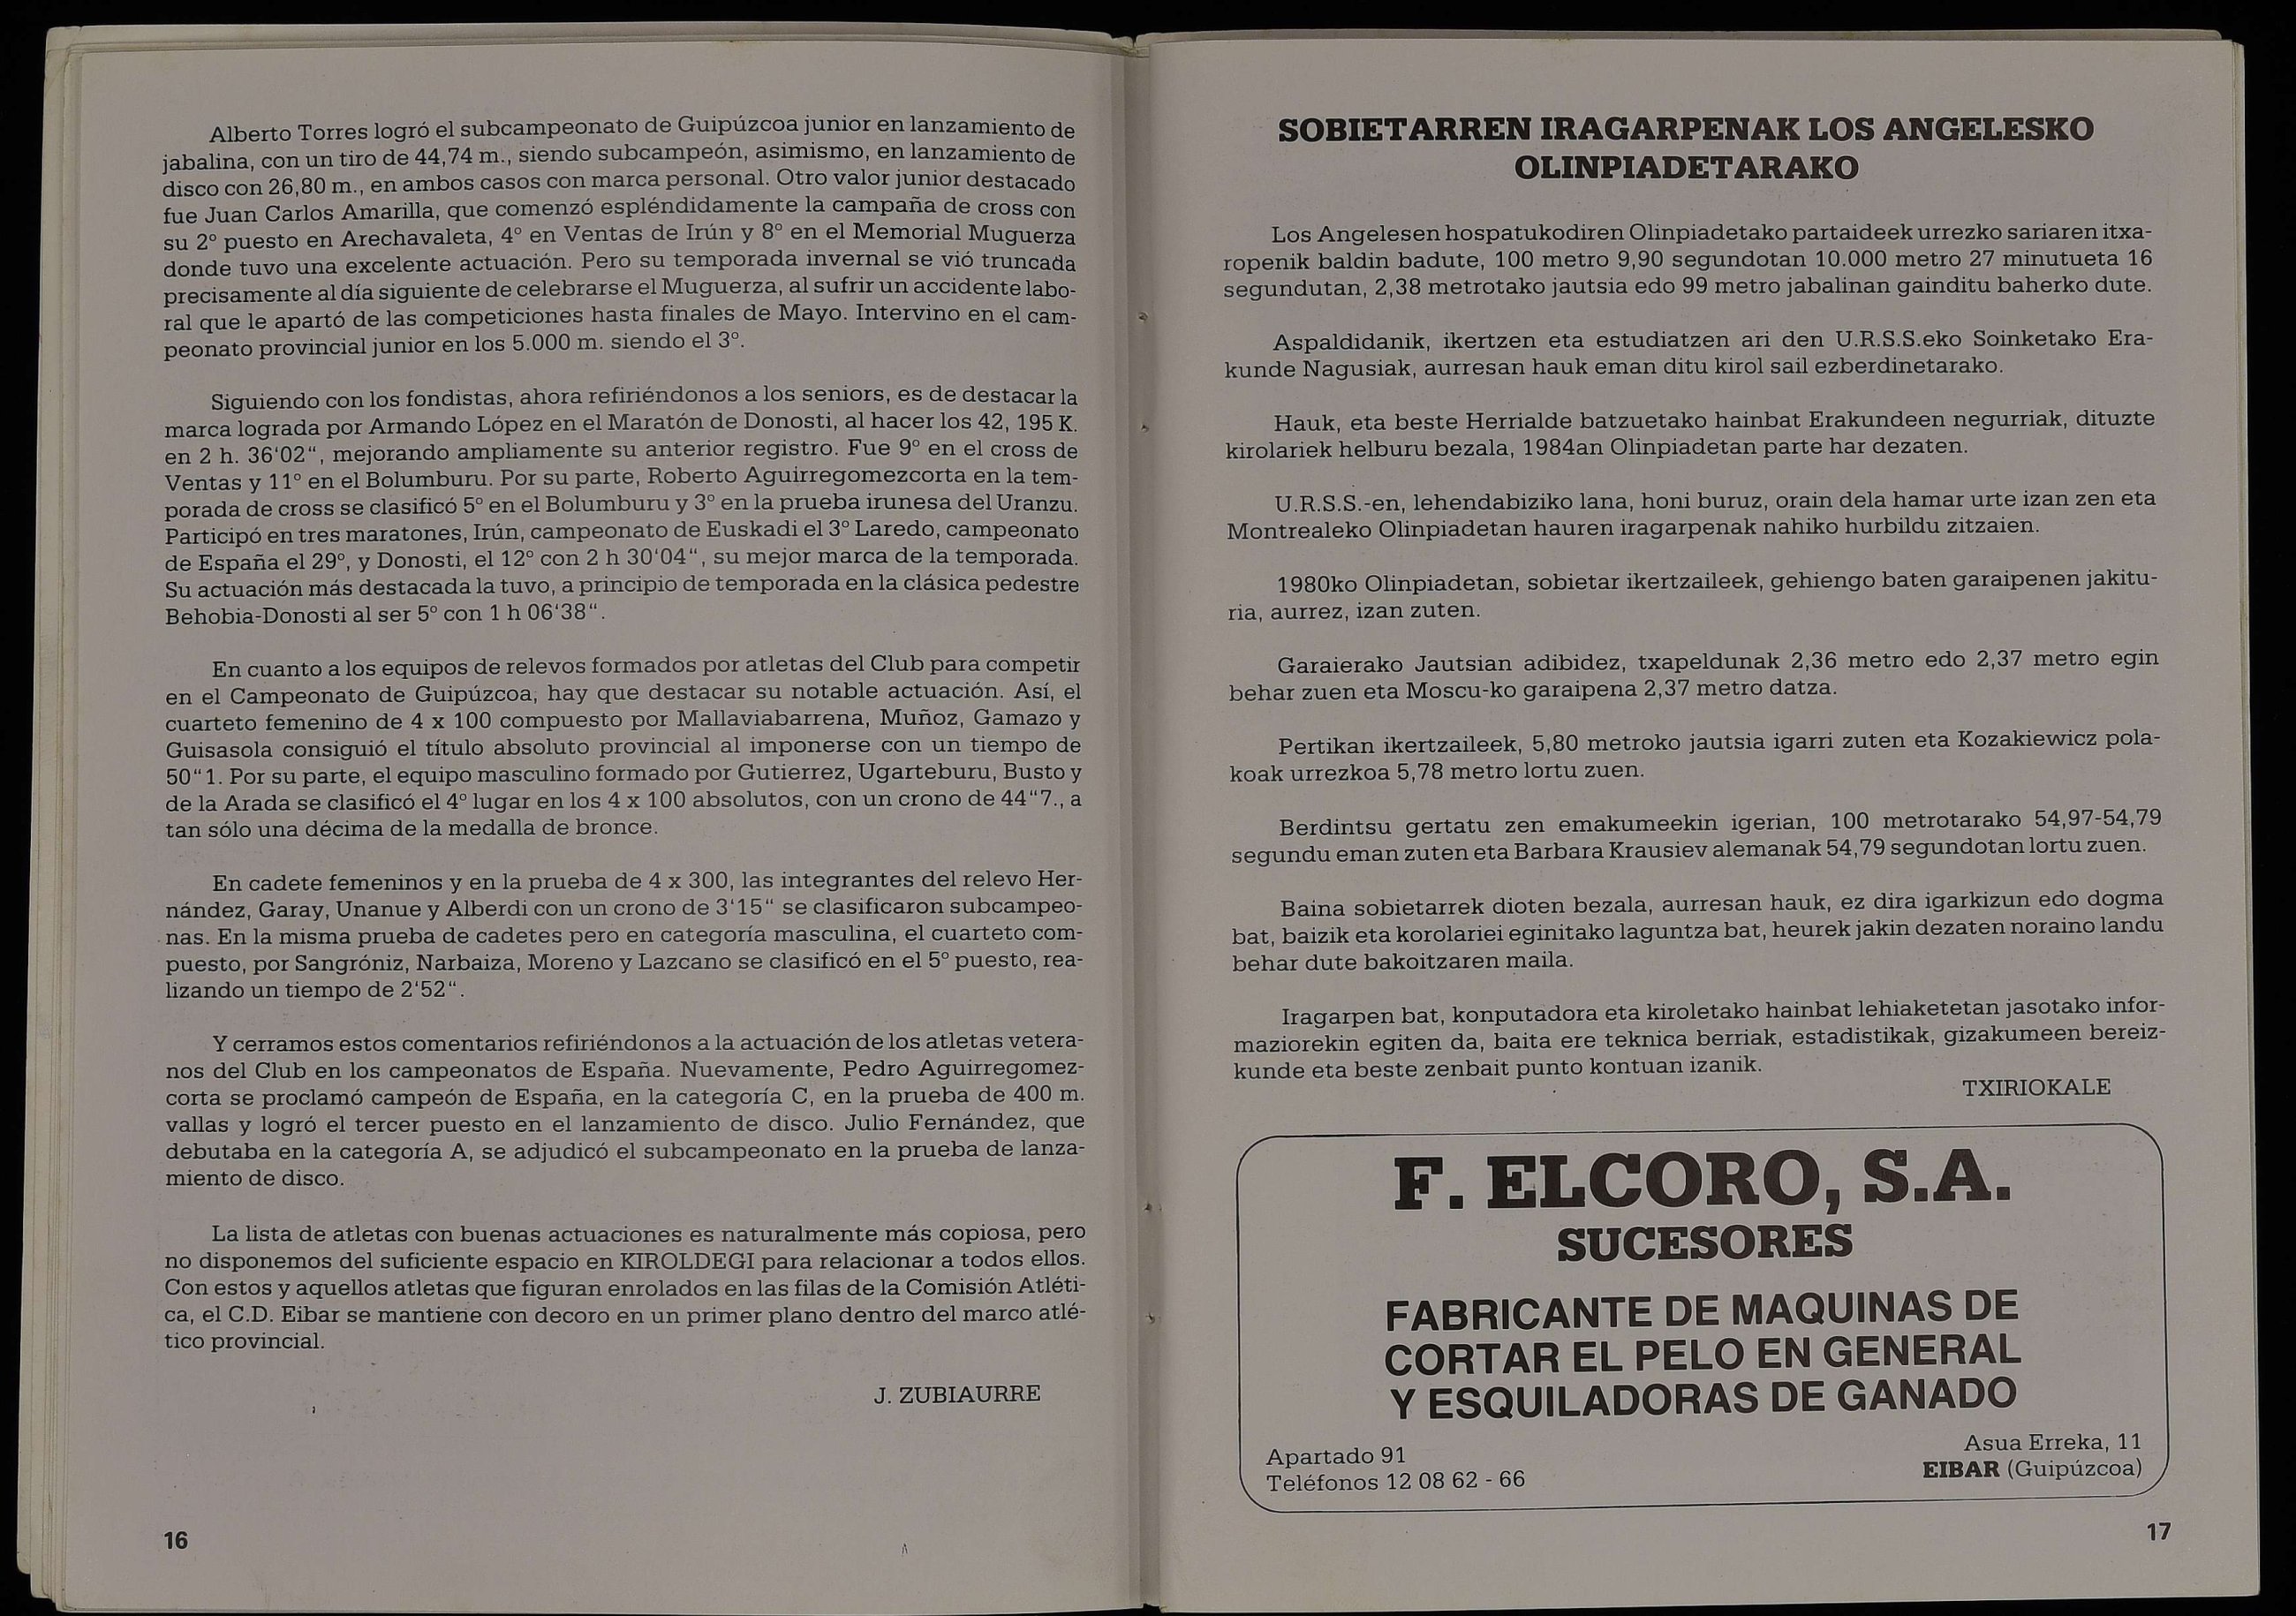 Alberto Torres logró el subcampeonato de Guipúzcoa junior en lanzamiento de
jabalina, con un tiro de 44,74 m., siendo subcampeón, asimismo, en lanzamiento de
disco con 26,80 m., en ambos casos con marca personal. Otro valor junior destacado
fue Juan Carlos Amarilla, que comenzó espléndidamente la campaña de cross con
su 2º puesto en Arechavaleta, 4º en Ventas de Irún y 8º en el Memorial Muguerza
donde tuvo una excelente actuación. Pero su temporada invernal se vió truncada
precisamente al día siguiente de celebrarse el Muguerza, al sufrir un accidente labo-
ral que le apartó de las competiciones hasta finales de Mayo. Intervino en el cam-
peonato provincial junior en los 5.000 m. siendo el 3º.
Siguiendo con los fondistas, ahora refiriéndonos a los seniors, es de destacar la
marca lograda por Armando López en el Maratón de Donosti, al hacer los 42, 195 K.
en 2 h. 36‘02“, mejorando ampliamente su anterior registro. Fue 9º en el cross de
Ventas y 11º en el Bolumburu. Por su parte, Roberto Aguirregomezcorta en la tem-
porada de cross se clasificó 5º en el Bolumburu y 3º en la prueba irunesa del Uranzu.
Participó en tres maratones, Irún, campeonato de Euskadi el 3º Laredo, campeonato
de España el 29º, y Donosti, el 12º con 2 h 30‘04“, su mejor marca de la temporada.
Su actuación más destacada la tuvo, a principio de temporada en la clásica pedestre
Behobia-Donosti al ser 5º con 1 h 06‘38“.
En cuanto a los equipos de relevos formados por atletas del Club para competir
en el Campeonato de Guipúzcoa, hay que destacar su notable actuación. Así, el
cuarteto femenino de 4 x 100 compuesto por Mallaviabarrena, Muñoz, Gamazo y
Guisasola consiguió el título absoluto provincial al imponerse con un tiempo de
50“1. Por su parte, el equipo masculino formado por Gutierrez, Ugarteburu, Busto y
de la Arada se clasificó el 4º lugar en los 4 x 100 absolutos, con un crono de 44“7., a
tan sólo una décima de la medalla de bronce.
En cadete femeninos y en la prueba de 4 x 300, las integrantes del relevo Her-
nández, Garay, Unanue y Alberdi con un crono de 3‘15“ se clasificaron subcampeo-
nas. En la misma prueba de cadetes pero en categoría masculina, el cuarteto com-
puesto, por Sangróniz, Narbaiza, Moreno y Lazcano se clasificó en el 5º puesto, rea-
lizando un tiempo de 2‘52“.
Y cerramos estos comentarios refiriéndonos a la actuación de los atletas vetera-
nos del Club en los campeonatos de España. Nuevamente, Pedro Aguirregomez-
corta se proclamó campeón de España, en la categoría C, en la prueba de 400 m.
vallas y logró el tercer puesto en el lanzamiento de disco. Julio Fernández, que
debutaba en la categoría A, se adjudicó el subcampeonato en la prueba de lanza-
miento de disco.
La lista de atletas con buenas actuaciones es naturalmente más copiosa, pero
no disponemos del suficiente espacio en KIROLDEGI para relacionar a todos ellos.
Con estos y aquellos atletas que figuran enrolados en las filas de la Comisión Atléti-
ca, el C.D. Eibar se mantiene con decoro en un primer plano dentro del marco atlé-
tico provincial.
J. ZUBIAURRE
16
SOBIETARREN IRAGARPENAK LOS ANGELESKO
OLINPIADETARAKO
Los Angelesen hospatukodiren Olinpiadetako partaideek urrezko sariaren itxa-
ropenik baldin badute, 100 metro 9,90 segundotan 10.000 metro 27 minutueta 16
segundutan, 2,38 metrotako jautsia edo 99 metro jabalinan gainditu baherko dute.
Aspaldidanik, ikertzen eta estudiatzen ari den U.R.S.S.eko Soinketako Era-
kunde Nagusiak, aurresan hauk eman ditu kirol sail ezberdinetarako.
Hauk, eta beste Herrialde batzuetako hainbat Erakundeen negurriak, dituzte
kirolariek helburu bezala, 1984an Olinpiadetan parte har dezaten.
U.R.S.S.-en, lehendabiziko lana, honi buruz, orain dela hamar urte izan zen eta
Montrealeko Olinpiadetan hauren iragarpenak nahiko hurbildu zitzaien.
1980ko Olinpiadetan, sobietar ikertzaileek, gehiengo baten garaipenen jakitu-
ria, aurrez, izan zuten.
Garaierako Jautsian adibidez, txapeldunak 2,36 metro edo 2,37 metro egin
behar zuen eta Moscu-ko garaipena 2,37 metro datza.
Pertikan ikertzaileek, 5,80 metroko jautsia igarri zuten eta Kozakiewicz pola-
koak urrezkoa 5,78 metro lortu zuen.
Berdintsu gertatu zen emakumeekin igerian, 100 metrotarako 54,97-54,79
segundu eman zuten eta Barbara Krausiev alemanak 54,79 segundotan lortu zuen.
Baina sobietarrek dioten bezala, aurresan hauk, ez dira igarkizun edo dogma
bat, baizik eta korolariei eginitako laguntza bat, heurek jakin dezaten noraino landu
behar dute bakoitzaren maila.
Iragarpen bat, konputadora eta kiroletako hainbat lehiaketetan jasotako infor-
maziorekin egiten da, baita ere teknica berriak, estadistikak, gizakumeen bereiz-
kunde eta beste zenbait punto kontuan izanik.
TXIRIOKALE
F. ELCORO, S.A.
SUCESORES
FABRICANTE DE MAQUINAS DE
CORTAR EL PELO EN GENERAL
Y ESQUILADORAS DE GANADO
Apartado 91
Teléfonos 12 08 62 - 66
Asua Erreka, 11
EIBAR (Guipúzcoa)
17